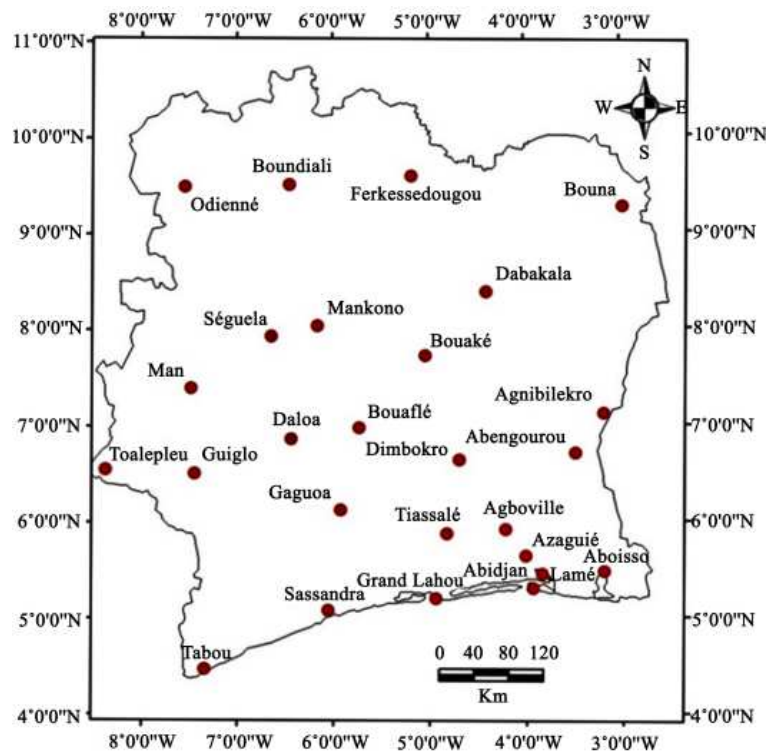 8°0'0"W 7°0'0"W 6°0'0"W 5°0'0"W 4°0'0"W 3°0'0"W
11°0'0"N
N
W E
S
10°0'0"N 10°0'0"N
Boundiali
Ferkessedougou
Odienné
Bouna
9°0'0"N 9°0'0"N
Dabakala
Mankono
Séguela
8°0'0"N 8°0'0"N
Bouaké
Man
Agnibilekro
7°0'0"N 7°0'0"N
Daloa
Bouaflé
Abengourou
Dimbokro
Toalepleu
Guiglo
Gaguoa
Agboville
Tiassalé
6°0'0"N 6°0'0"N
Azaguié
Aboisso
Abidjan
Lamé
Grand Lahou
Sassandra
5°0'0"N 5°0'0"N
Tabou
0 40 80 120
Km
4°0'0"N 4°0'0"N
8°0'0"W 7°0'0"W 6°0'0"W 5°0'0"W 4°0'0"W 3°0'0"W